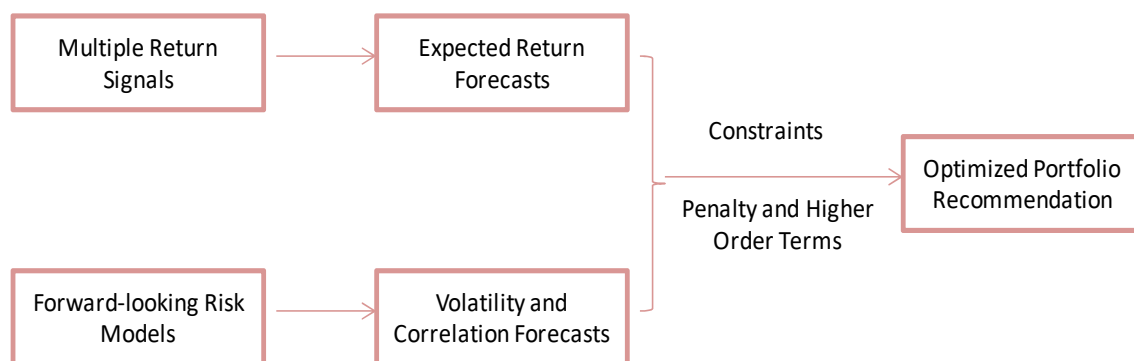 Multiple Return
Signals
Expected Return
Forecasts
Constraints
Optimized Portfolio
Recommendation
Penalty and Higher
Order Terms
Forward-looking Risk
Models
Volatility and
Correlation Forecasts